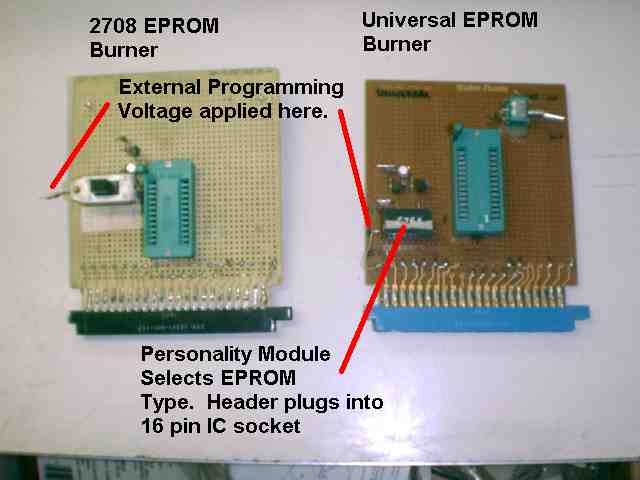 2708 EPROM
Burner
Universal EPROM
Burner
External Programming
Voltage applied here.
Personality Module
Selects EPROM
Type.  Header plugs into
16 pin IC socket